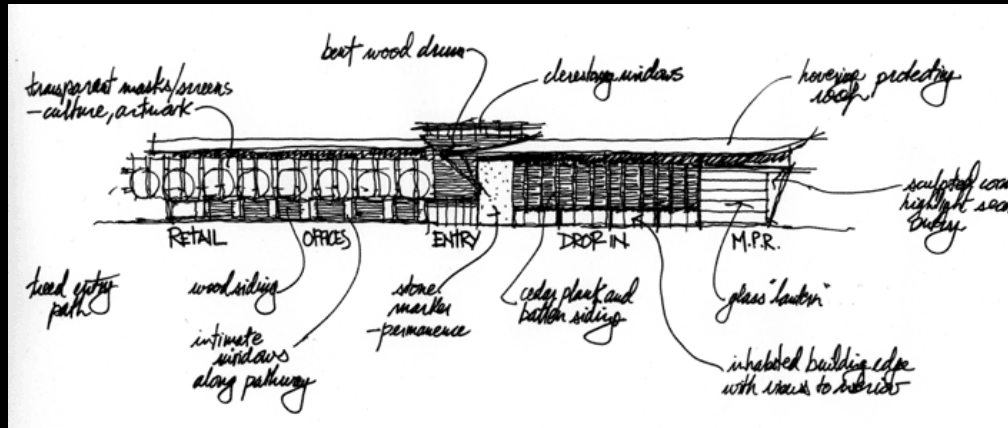 bent wood drum
clerestory windows
transparent masks/screens
-culture, artwork
hovering protecting
roof
sculpted
highlight
entry
RETAIL
OFFICES
ENTRY
DROP IN
M.P.R.
treed entry
path
wood siding
intimate
windows
along pathway
stone
marker
-permanence
cedar plank and
batten siding
glass "lantern"
inhabited building edge
with views to interior